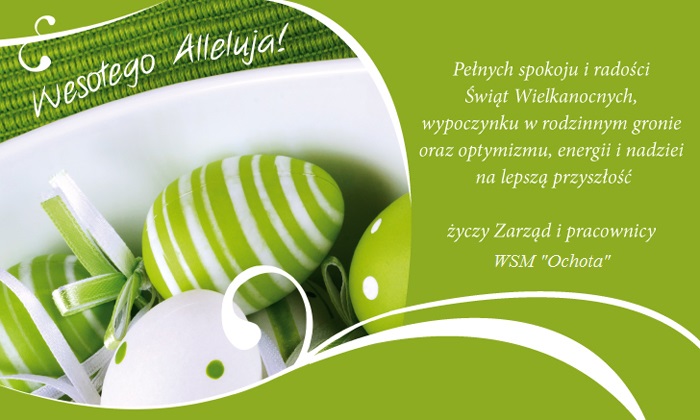 Wesołego Alleluja!
Pełnych spokoju i radości
Świąt Wielkanocnych,
wypoczynku w rodzinnym gronie
oraz optymizmu, energii i nadziei
na lepszą przyszłość
życzy Zarząd i pracownicy
WSM "Ochota"